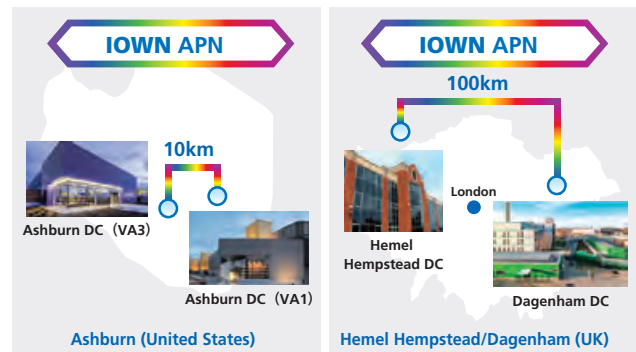 IOWN APN
10km
Ashburn DC（VA3）
Ashburn DC（VA1）
Ashburn (United States)
IOWN APN
100km
London
Hemel
Hempstead DC
Dagenham DC
Hemel Hempstead/Dagenham (UK)